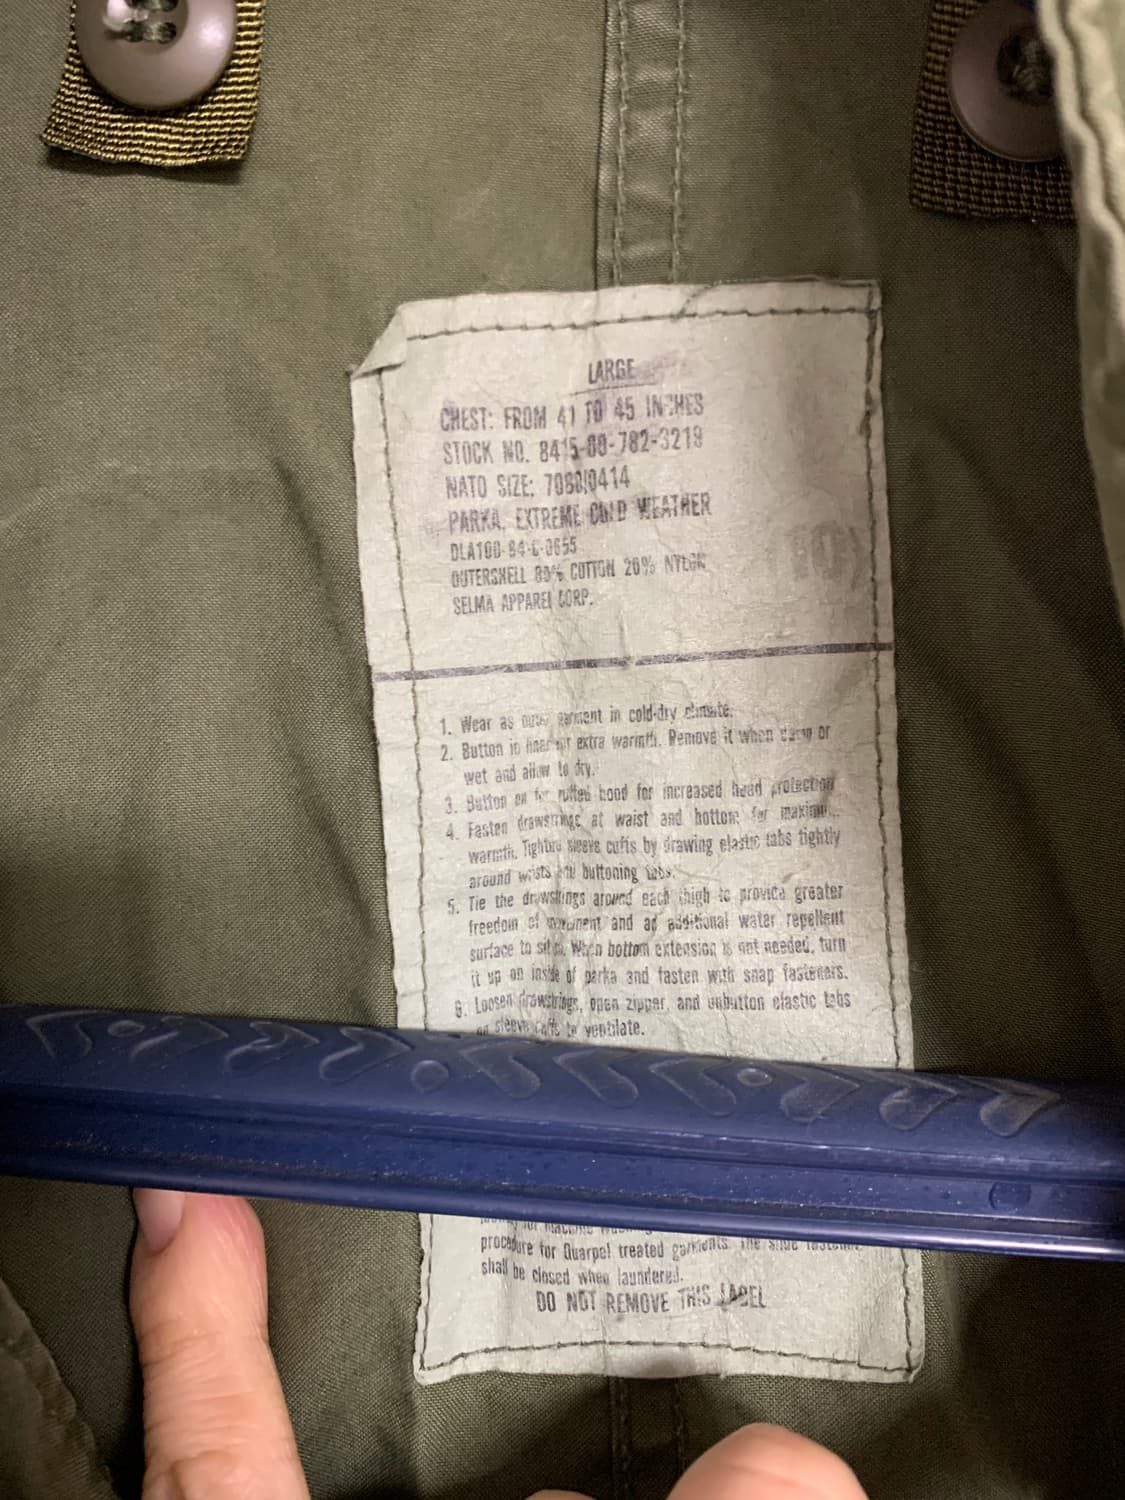 LARGE
CHEST: FROM 41 TO 45 INCHES
STOCK NO. 8415-00-782-3219
NATO SIZE: 7080/0414
PARKA, EXTREME COLD WEATHER
DLA100-84-C-0655
OUTERSHELL 80% COTTON 20% NYLON
SELMA APPAREL CORP.
1. Wear as outer garment in cold-dry climate.
2. Button in liner for extra warmth. Remove it when damp or
wet and allow to dry.
3. Button on fur ruffed hood for increased head protection
4. Fasten drawstrings at waist and bottom for maximum
warmth. Tighten sleeve cuffs by drawing elastic tabs tightly
around wrists and buttoning tabs.
5. Tie the drawstrings around each thigh to provide greater
freedom of movement and ad additional water repellent
surface to sit on. When bottom extension is not needed, turn
it up on inside of parka and fasten with snap fasteners.
6. Loosen drawstrings, open zipper, and unbutton elastic tabs
on sleeve cuffs to ventilate.
for machine
procedure for Quarpel treated garments. The slide
shall be closed when laundered.
DO NOT REMOVE THIS LABEL